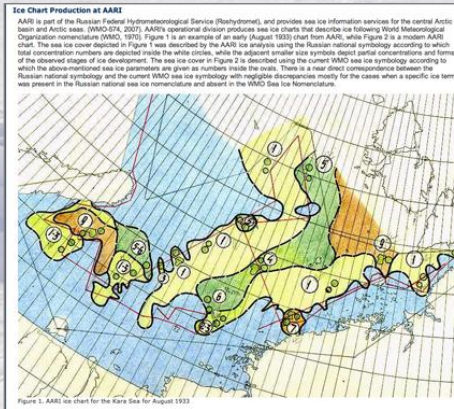 Ice Chart Production at AARI
AARI is part of the Russian Federal Hydrometeorological Service (Roshydromet), and provides sea ice information services for the central Arctic
basin and Arctic seas. (WMO-574, 2007). AARI's operational division produces sea ice charts that describe ice following World Meteorological
Organization nomenclature (WMO, 1970). Figure 1 is an example of an early (August 1933) chart from AARI, while Figure 2 is a modern AARI
chart. The sea ice cover depicted in Figure 1 was described by the AARI ice analysis using the Russian national symbology according to which
total concentration numbers are depicted inside the white circles, while the adjacent smaller size symbols depict partial concentrations and forms
of the observed stages of ice development. The sea ice cover in Figure 2 is described using the current WMO sea ice symbology according to
which the above-mentioned sea ice parameters are given as numbers inside the ovals. There is a near direct correspondence between the
Russian national symbology and the current WMO sea ice symbology with negligible discrepancies mostly for the cases when a specific ice term
was present in the Russian national sea ice nomenclature and absent in the WMO Sea Ice Nomenclature.
1
5
9
1
1
1
6
Figure 1. AARI ice chart for the Kara Sea for August 1933